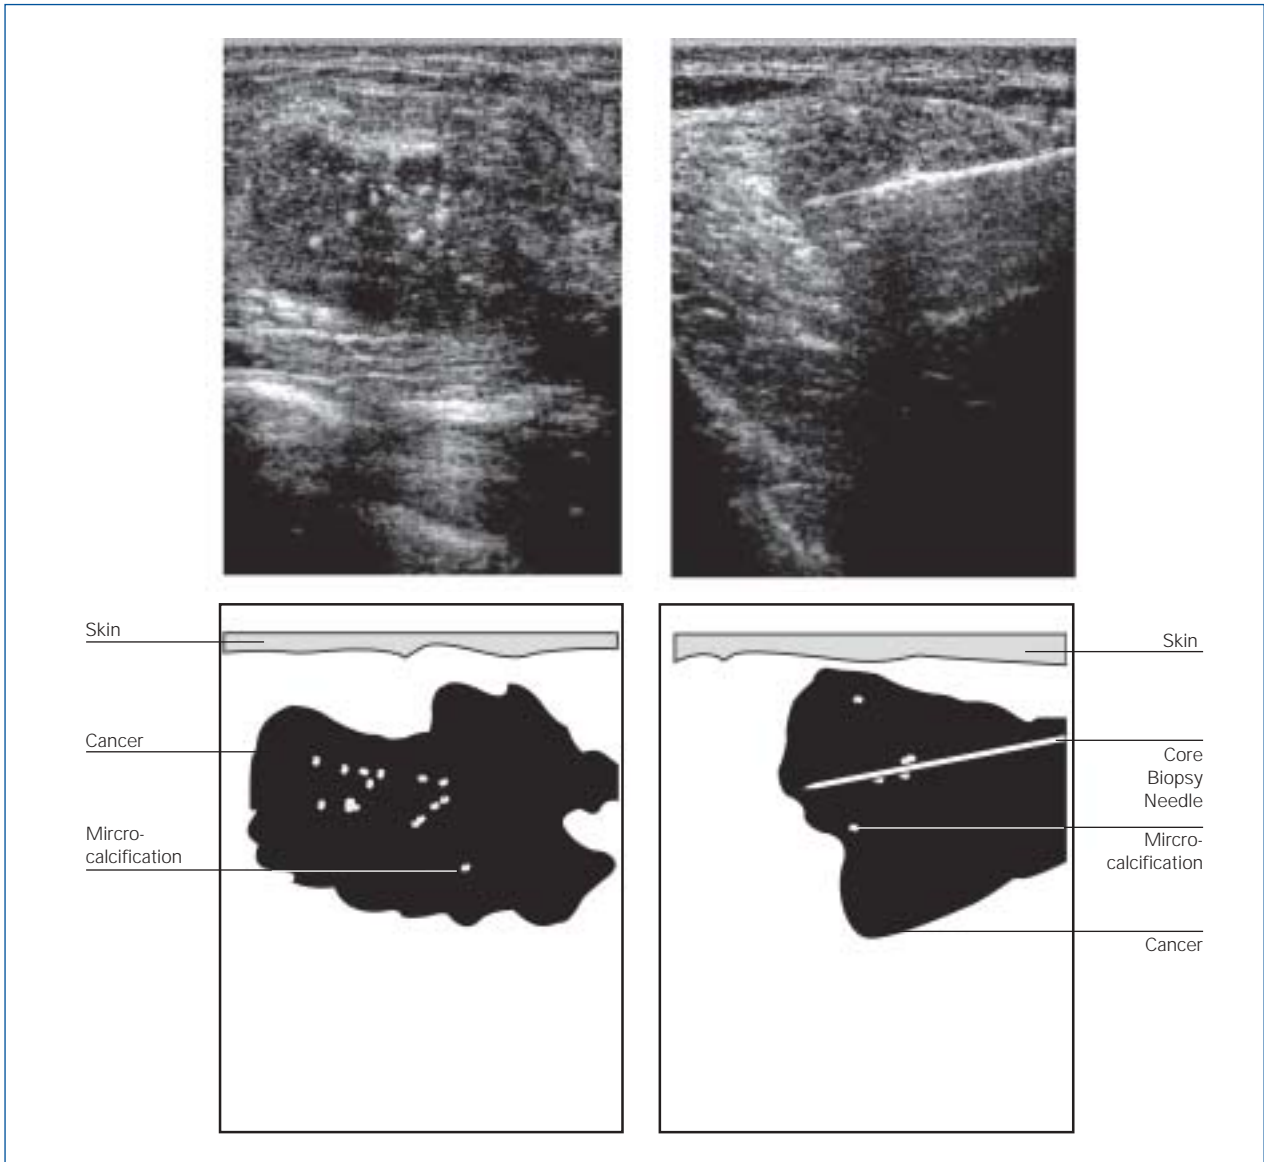 Skin
Cancer
Mircro-
calcification
Skin
Core
Biopsy
Needle
Mircro-
calcification
Cancer